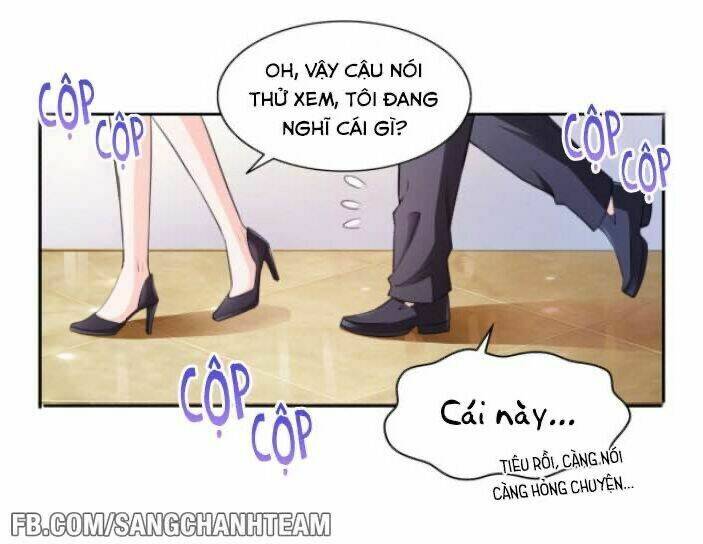 CỘP
CỘP
OH, VẬY CẬU NÓI
THỬ XEM, TÔI ĐANG
NGHĨ CÁI GÌ?
CỘP
CỘP
CỘP
CỘP
Cái này...
TIÊU RỒI, CÀNG NÓI
CÀNG HỎNG CHUYỆN...
FB.COM/SANGCHANHTEAM